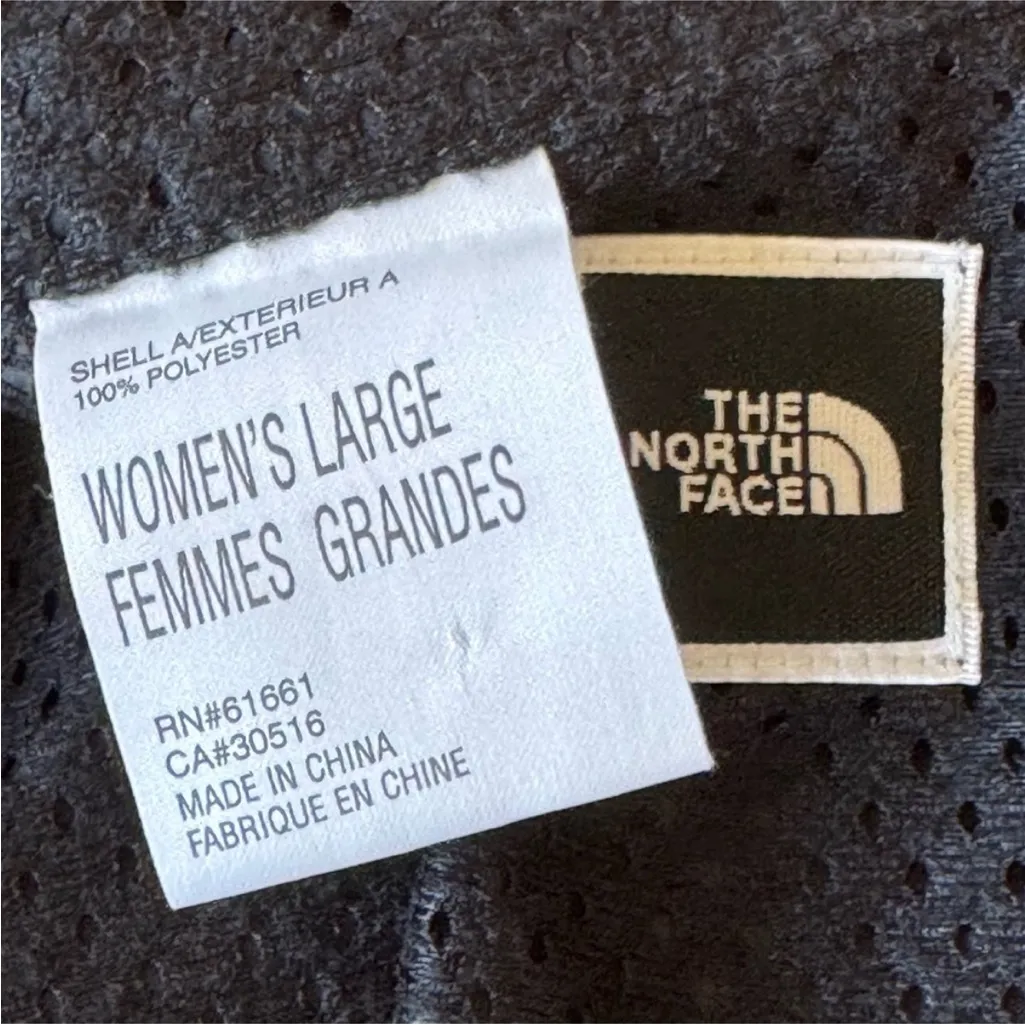 SHELL A/EXTERIEUR A
100% POLYESTER
WOMEN'S LARGE
FEMMES GRANDES
RN#61661
CA#30516
MADE IN CHINA
FABRIQUE EN CHINE
THE
NORTH
FACE